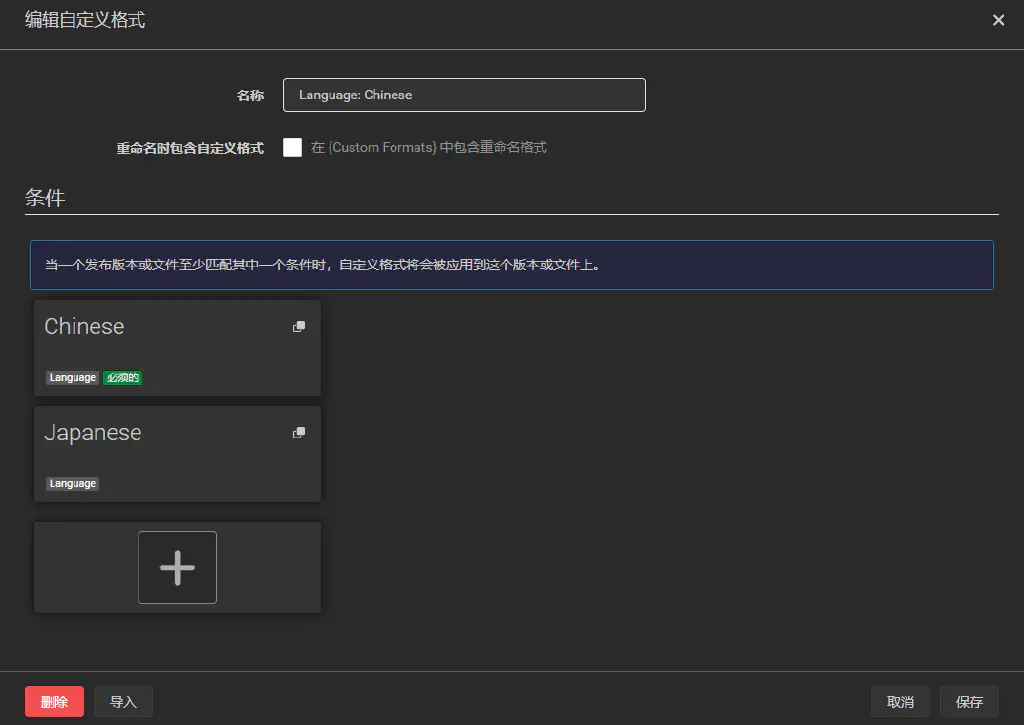 编辑自定义格式
名称
Language: Chinese
重命名时包含自定义格式
在 {Custom Formats} 中包含重命名格式
条件
当一个发布版本或文件至少匹配其中一个条件时，自定义格式将会被应用到这个版本或文件上。
Chinese
Language 必须的
Japanese
Language
删除 导入 取消 保存